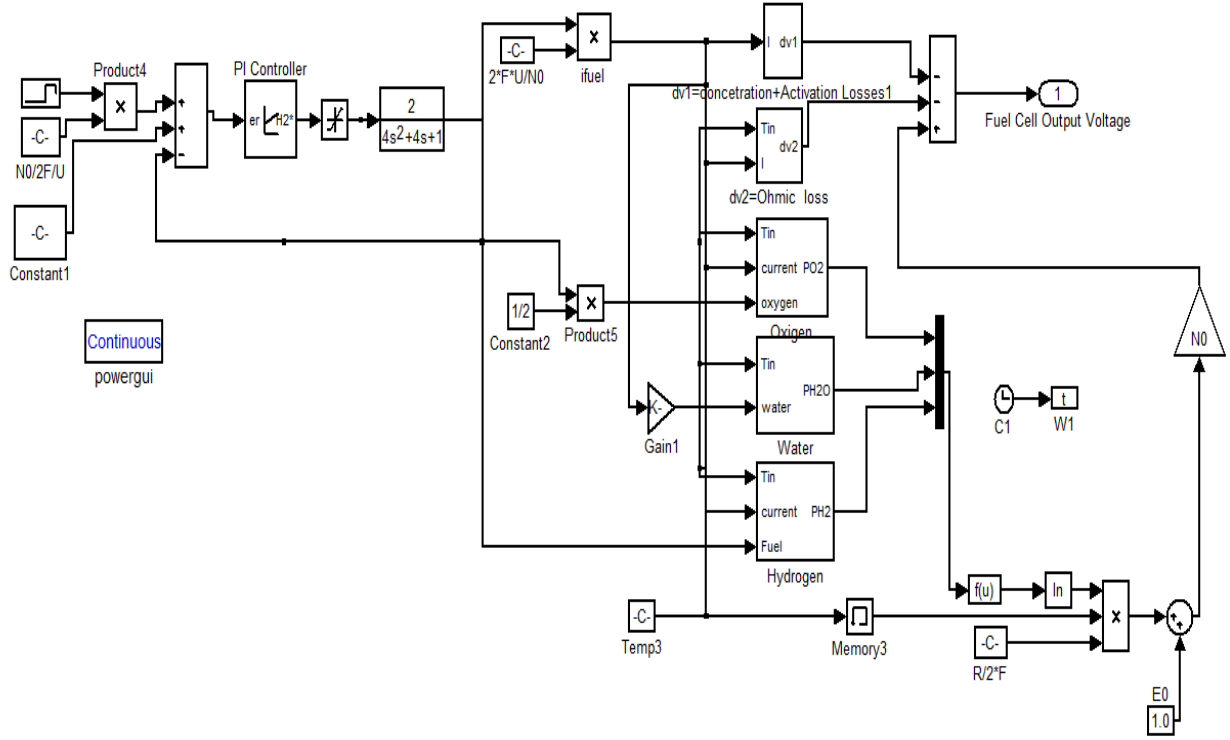 Product4
×
-C-
N0/2F/U
-C-
Constant1
+
+
-
PI Controller
er
H2*
2
4s²+4s+1
-C-
2*F*U/N0
×
ifuel
I
dv1
dv1=doncetration+Activation Losses1
Tin
I
dv2
dv2=Ohmic loss
-
-
+
1
Fuel Cell Output Voltage
Continuous
powergui
1/2
Constant2
×
Product5
Tin
current
oxygen
PO2
Oxigen
K-
Gain1
Tin
water
PH2O
Water
Tin
current
Fuel
PH2
Hydrogen
N0
C1
t
W1
-C-
Temp3
Memory3
f(u)
ln
×
-C-
R/2*F
+
+
E0
1.0